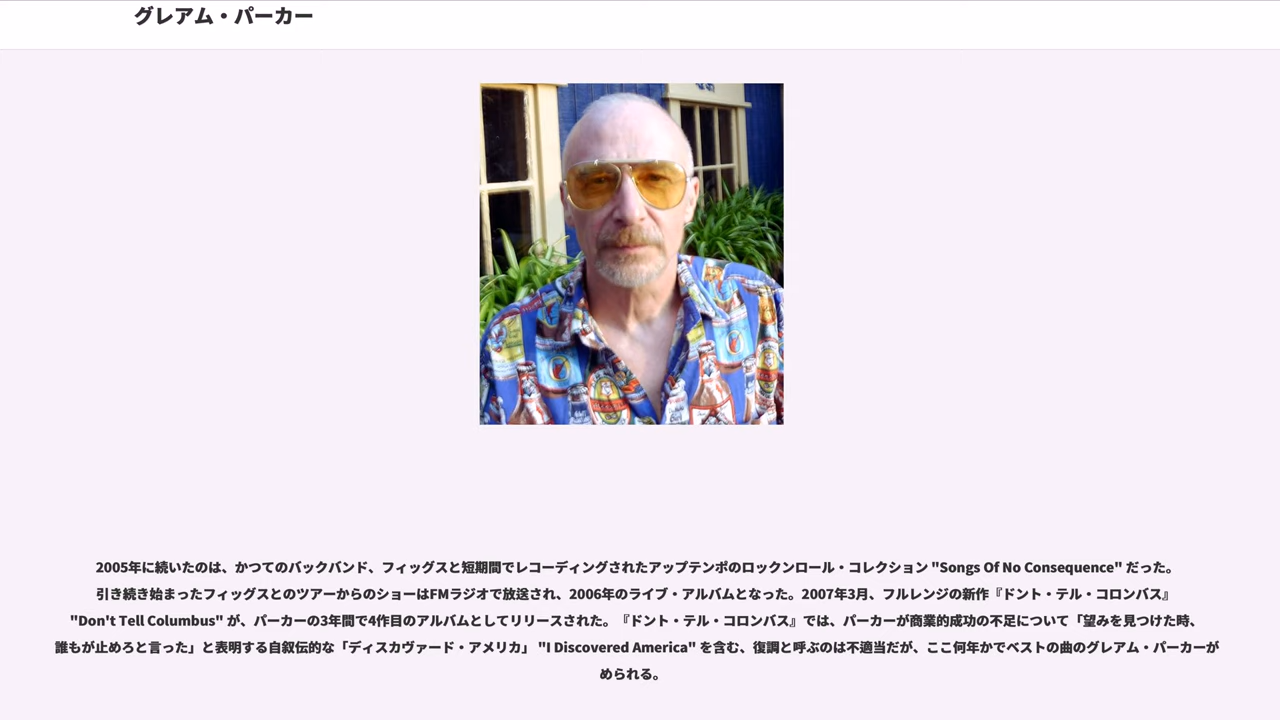 グレアム・パーカー
2005年に続いたのは、かつてのバックバンド、フィッグスと短期間でレコーディングされたアップテンポのロックンロール・コレクション "Songs Of No Consequence" だった。
引き続き始まったフィッグスとのツアーからのショーはFMラジオで放送され、2006年のライブ・アルバムとなった。2007年3月、フルレンジの新作『ドント・テル・コロンバス』
"Don't Tell Columbus" が、パーカーの3年間で4作目のアルバムとしてリリースされた。『ドント・テル・コロンバス』では、パーカーが商業的成功の不足について「望みを見つけた時、
誰もが止めろと言った」と表明する自叙伝的な「ディスカヴァード・アメリカ」 "I Discovered America" を含む、復調と呼ぶのは不適当だが、ここ何年かでベストの曲のグレアム・パーカーが
められる。